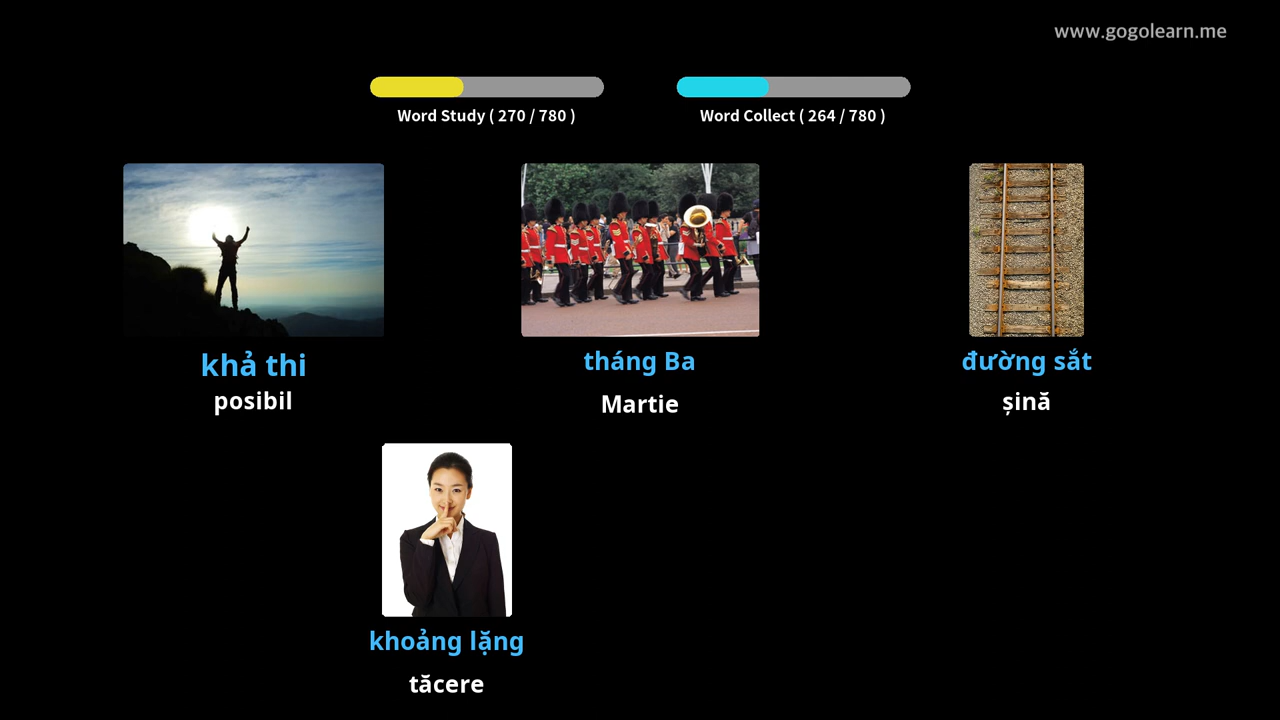 www.gogolearn.me
Word Study ( 270 / 780 )
Word Collect ( 264 / 780 )
khả thi
posibil
tháng Ba
Martie
đường sắt
șină
khoảng lặng
tăcere